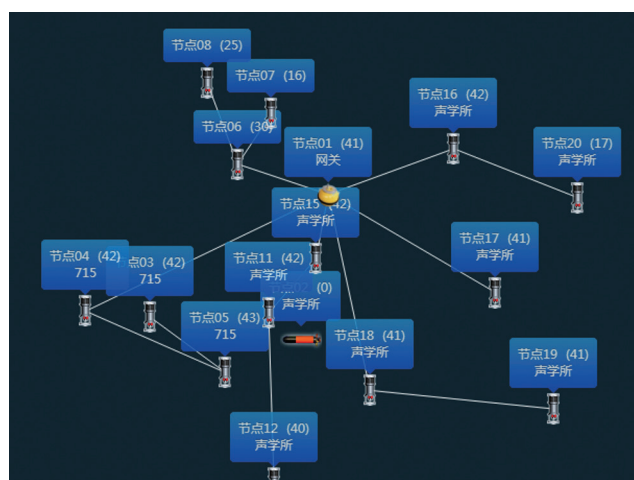 节点08 (25)
节点07 (16)
节点06 (30)
节点01 (41)
网关
节点16 (42)
声学所
节点20 (17)
声学所
节点15 (42)
声学所
节点17 (41)
声学所
节点04 (42)
715
点03 (42)
715
节点11 (42)
声学所
节点02 (0)
声学所
节点05 (43)
715
节点18 (41)
声学所
节点19 (41)
声学所
节点12 (40)
声学所